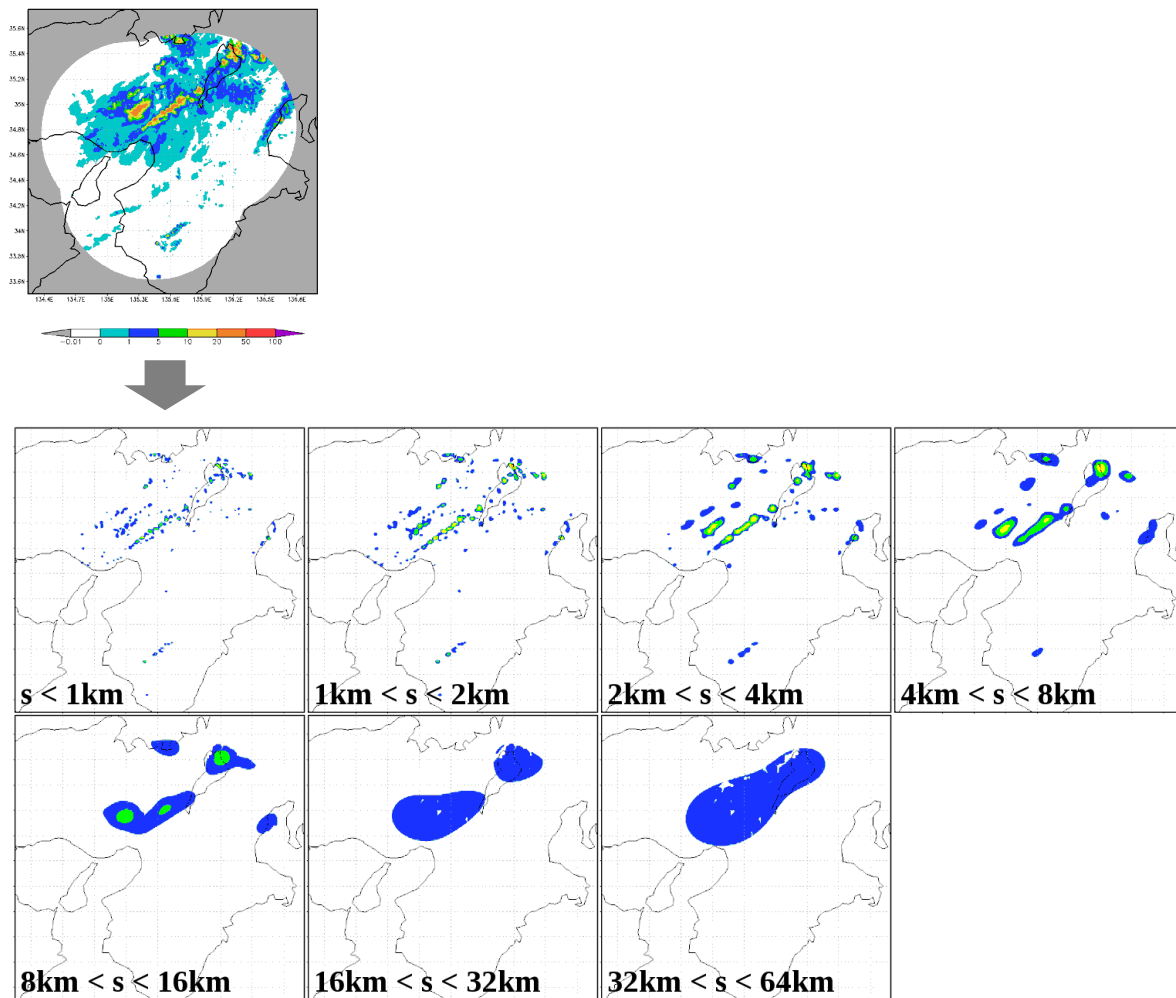 35.6N
35.4N
35.2N
35N
34.8N
34.6N
34.4N
34.2N
34N
33.8N
33.6N
134.4E 134.7E 135E 135.3E 135.6E 135.9E 136.2E 136.5E 136.8E
-0.01 0 1 5 10 20 50 100
s < 1km
1km < s < 2km
2km < s < 4km
4km < s < 8km
8km < s < 16km
16km < s < 32km
32km < s < 64km